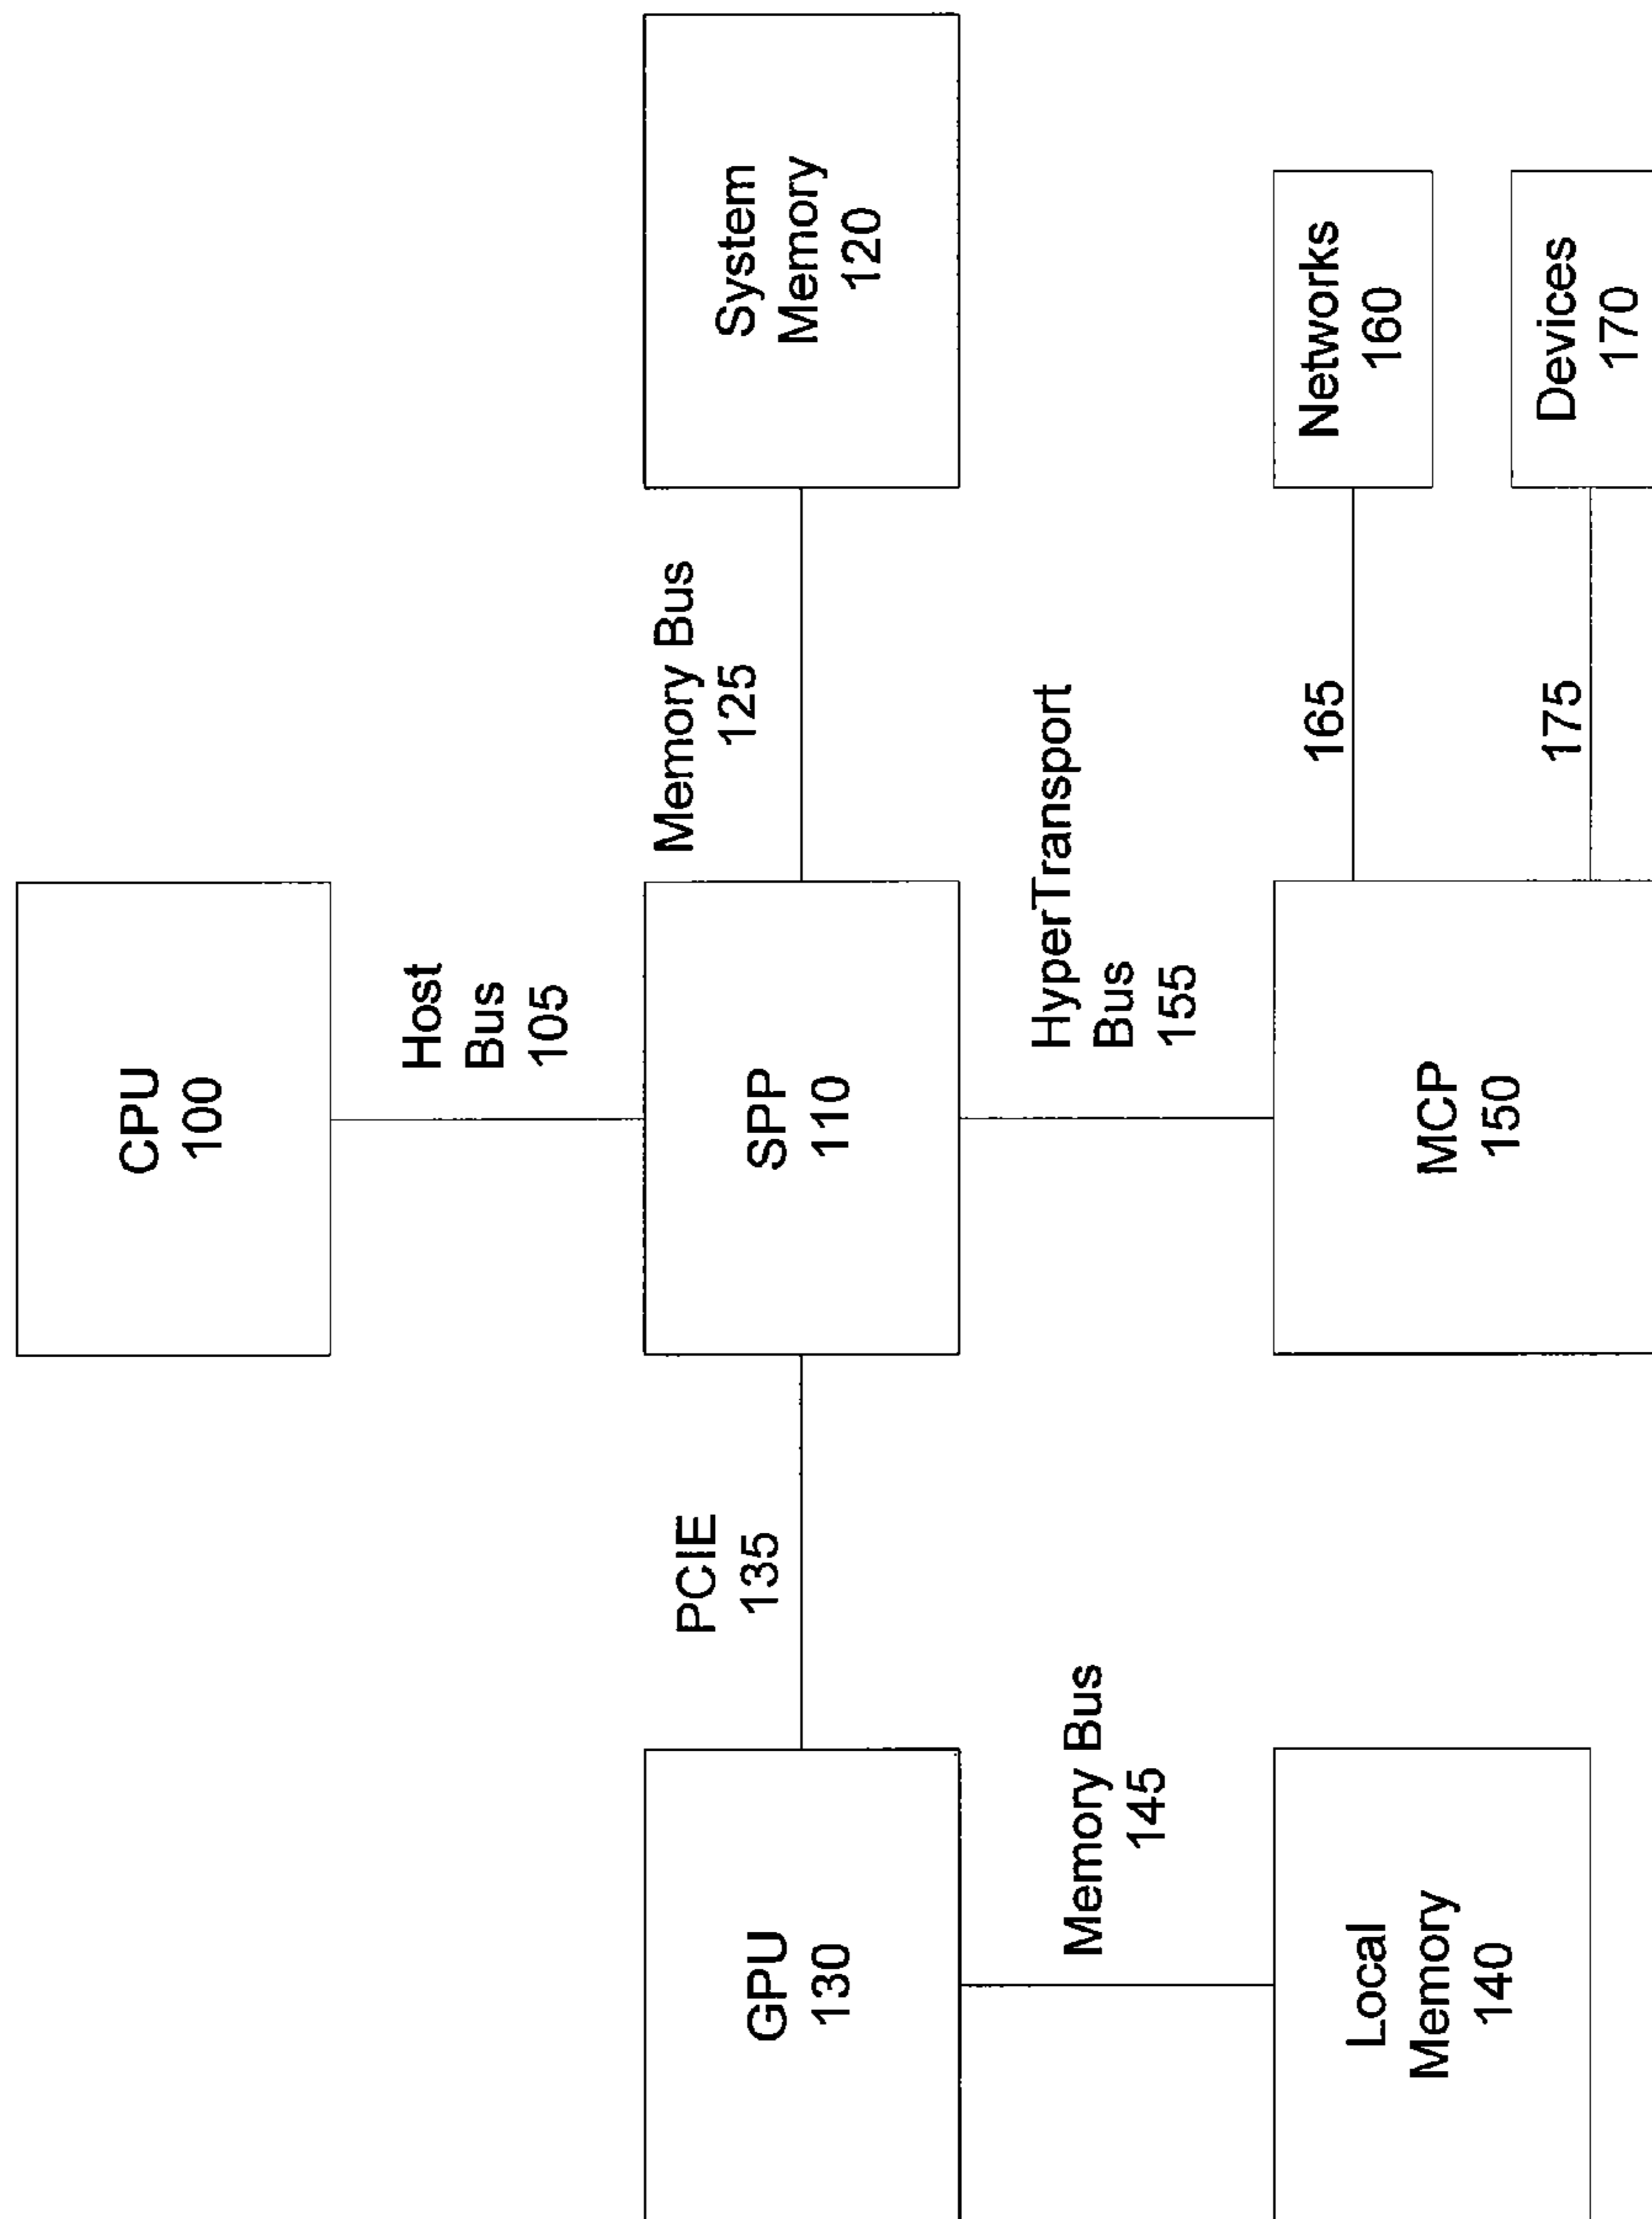 CPU
100
Host
Bus
105
System
Memory
120
Memory Bus
125
SPP
110
PCIE
135
GPU
130
HyperTransport
Bus
155
Memory Bus
145
Networks
160
165
Devices
170
175
MCP
150
Local
Memory
140